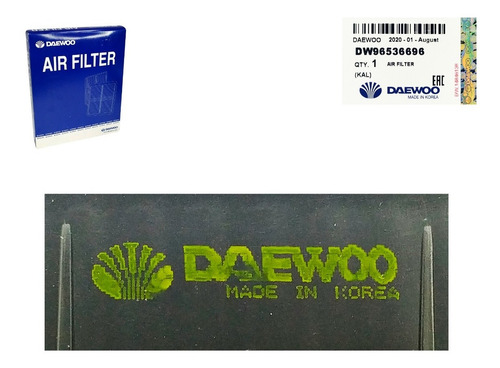 DAEWOO
AIR FILTER
DAEWOO 2020 - 01 - August
DW96536696
QTY. 1 AIR FILTER
(KAL) EAC
DAEWOO
MADE IN KOREA
DAEWOO
MADE IN KOREA